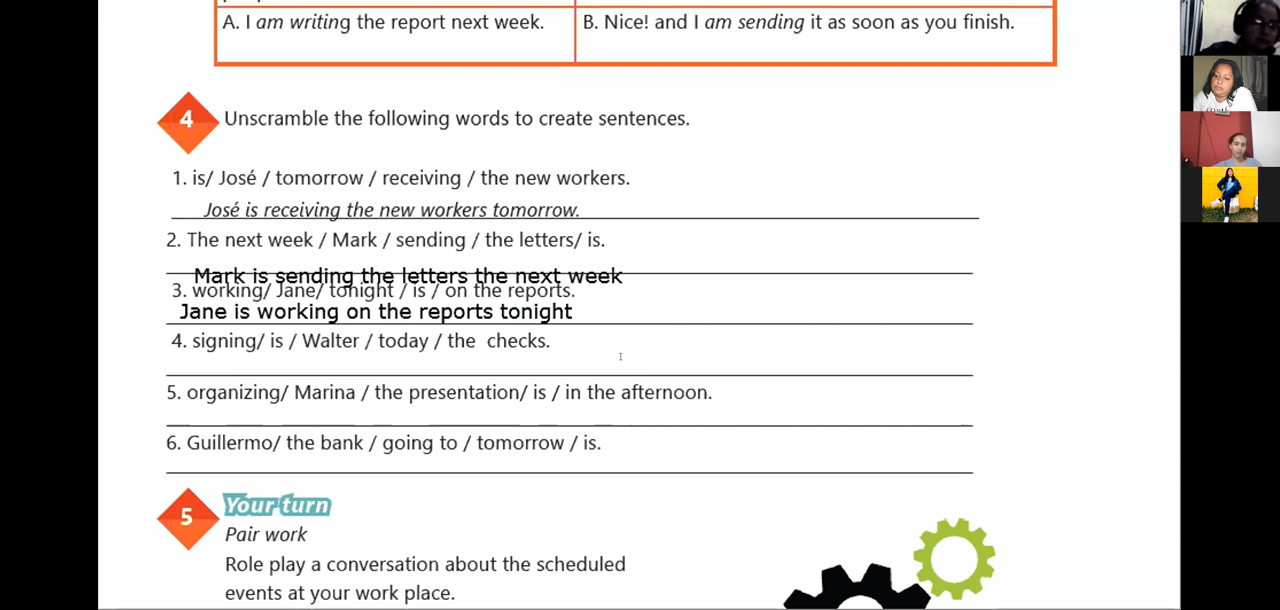 A. I am writing the report next week.
B. Nice! and I am sending it as soon as you finish.
4
Unscramble the following words to create sentences.
1. is/ José / tomorrow / receiving / the new workers.
José is receiving the new workers tomorrow.
2. The next week / Mark / sending / the letters/ is.
Mark is sending the letters the next week
3. working/ Jane/ tonight / is / on the reports.
Jane is working on the reports tonight
4. signing/ is / Walter / today / the checks.
5. organizing/ Marina / the presentation/ is / in the afternoon.
6. Guillermo/ the bank / going to / tomorrow / is.
5
Your turn
Pair work
Role play a conversation about the scheduled
events at your work place.